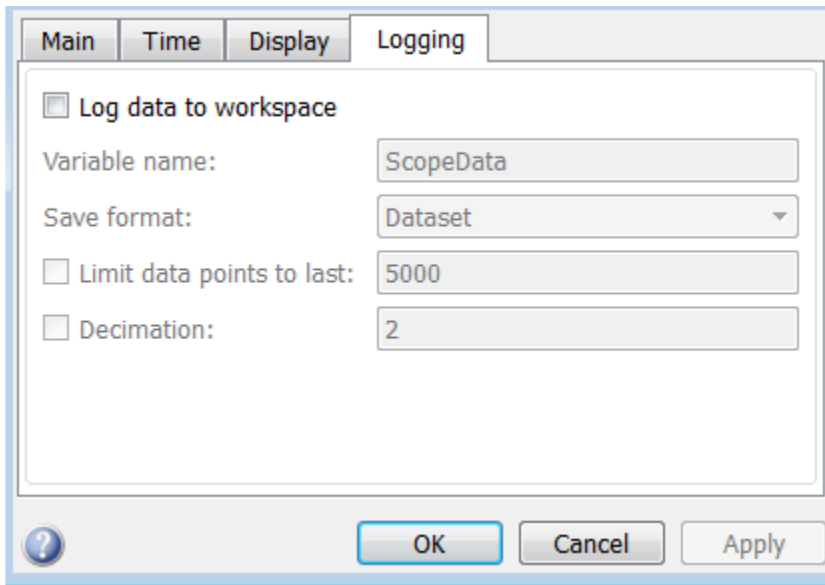 Main Time Display Logging
Log data to workspace
Variable name: ScopeData
Save format: Dataset
Limit data points to last: 5000
Decimation: 2
? OK Cancel Apply